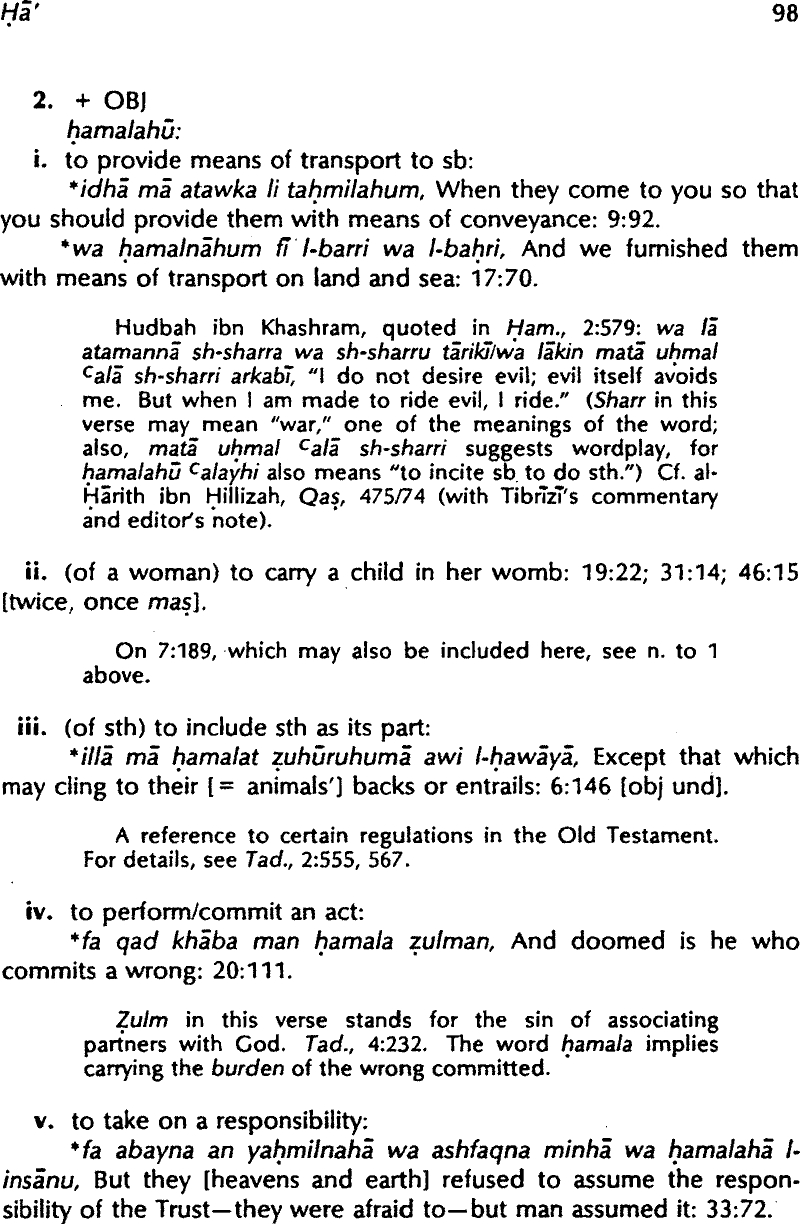 Ḥā' 98
2. + OBJ
ḥamalahū:
i. to provide means of transport to sb:
*idhā mā atawka li taḥmilahum, When they come to you so that
you should provide them with means of conveyance: 9:92.
*wa ḥamalnāhum fī l-barri wa l-baḥri, And we furnished them
with means of transport on land and sea: 17:70.
Hudbah ibn Khashram, quoted in Ḥam., 2:579: wa lā
atamannā sh-sharra wa sh-sharru tārikī/wa lākin matā uḥmal
ᶜalā sh-sharri arkabī, "I do not desire evil; evil itself avoids
me. But when I am made to ride evil, I ride." (Sharr in this
verse may mean "war," one of the meanings of the word;
also, matā uḥmal ᶜalā sh-sharri suggests wordplay, for
ḥamalahū ᶜalayhi also means "to incite sb to do sth.") Cf. al-
Ḥārith ibn Ḥillizah, Qaṣ, 475/74 (with Tibrīzī's commentary
and editor's note).
ii. (of a woman) to carry a child in her womb: 19:22; 31:14; 46:15
[twice, once maṣ].
On 7:189, which may also be included here, see n. to 1
above.
iii. (of sth) to include sth as its part:
*illā mā ḥamalat ẓuhūruhumā awi l-ḥawāyā, Except that which
may cling to their [= animals'] backs or entrails: 6:146 [obj und].
A reference to certain regulations in the Old Testament.
For details, see Tad., 2:555, 567.
iv. to perform/commit an act:
*fa qad khāba man ḥamala ẓulman, And doomed is he who
commits a wrong: 20:111.
Ẓulm in this verse stands for the sin of associating
partners with God. Tad., 4:232. The word ḥamala implies
carrying the burden of the wrong committed.
v. to take on a responsibility:
*fa abayna an yaḥmilnahā wa ashfaqna minhā wa ḥamalahā l-
insānu, But they [heavens and earth] refused to assume the respon-
sibility of the Trust—they were afraid to—but man assumed it: 33:72.